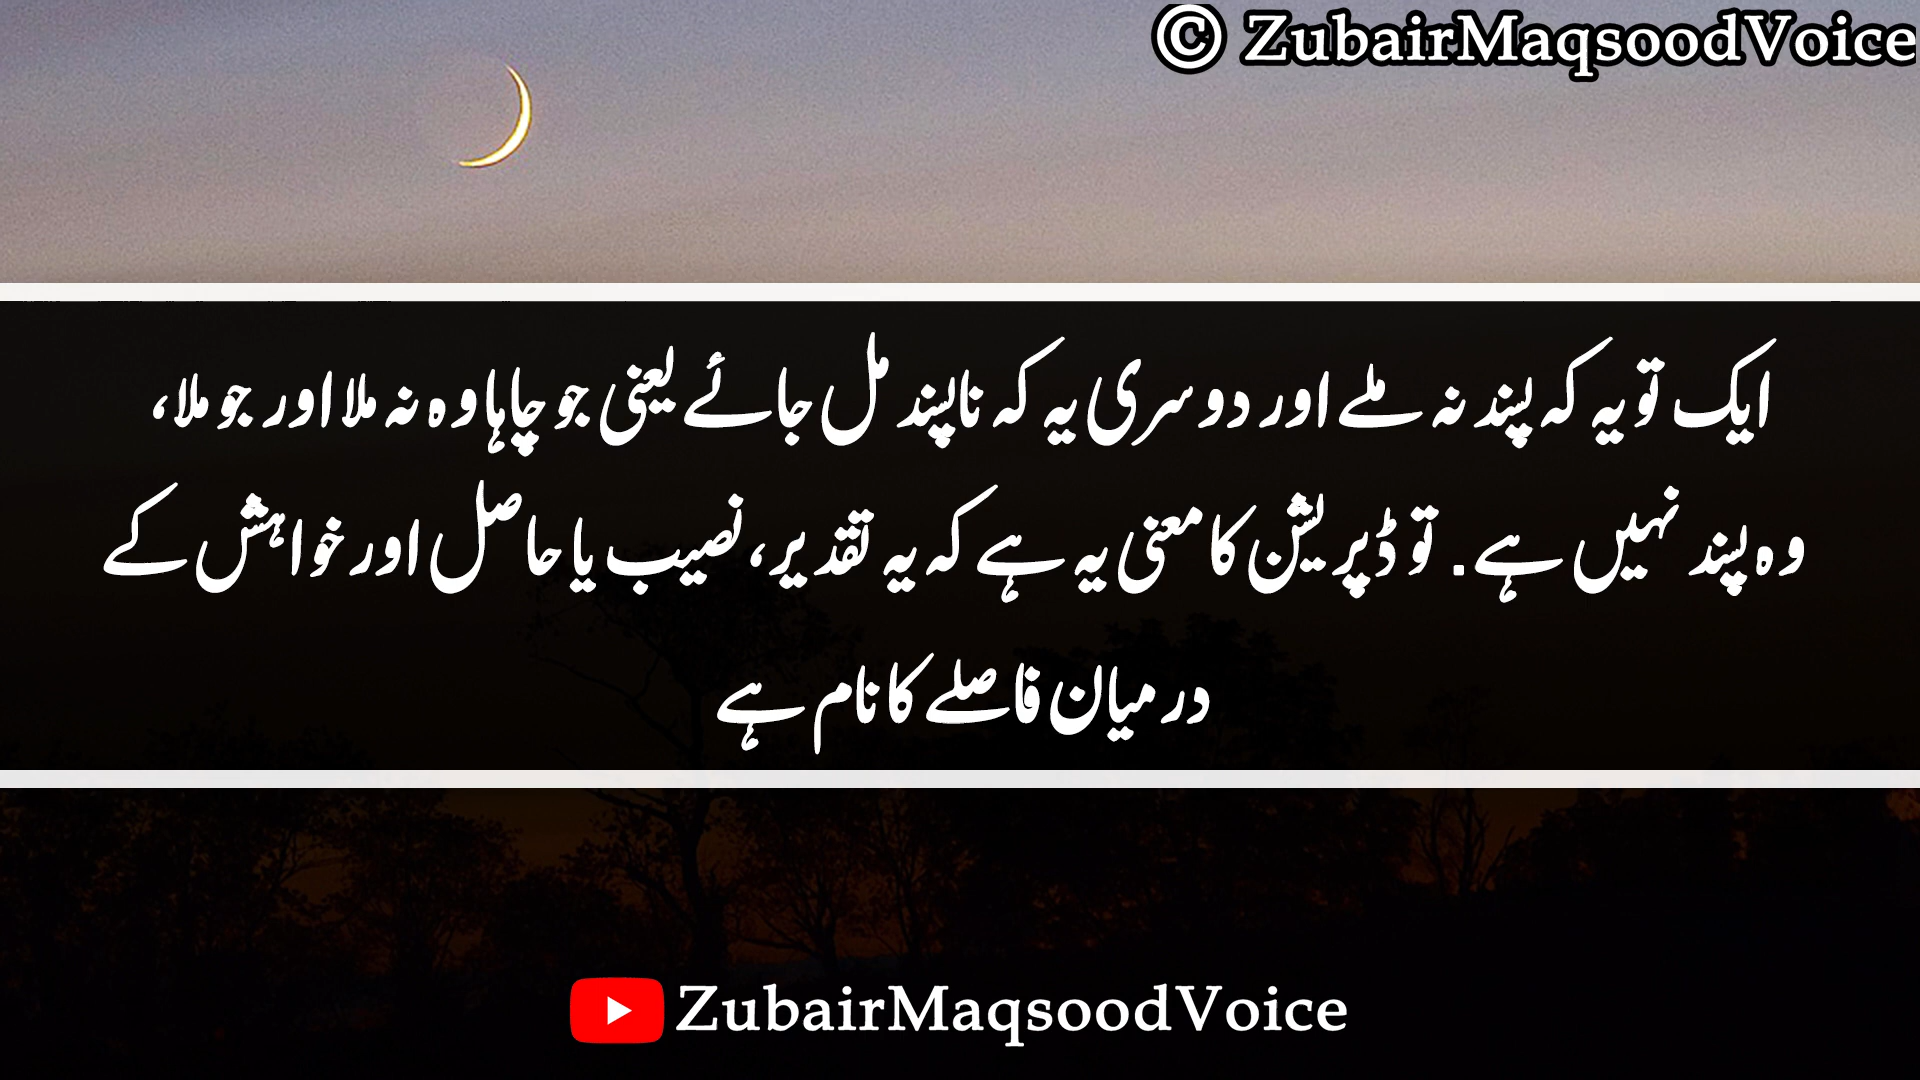 © ZubairMaqsoodVoice
ایک تو یہ کہ پسند نہ ملے اور دوسری یہ کہ ناپسند مل جائے یعنی جو چاہا وہ نہ ملا اور جو ملا،
وہ پسند نہیں ہے. تو ڈپریشن کا معنی یہ ہے کہ یہ تقدیر، نصیب یا حاصل اور خواہش کے
درمیان فاصلے کا نام ہے
ZubairMaqsoodVoice